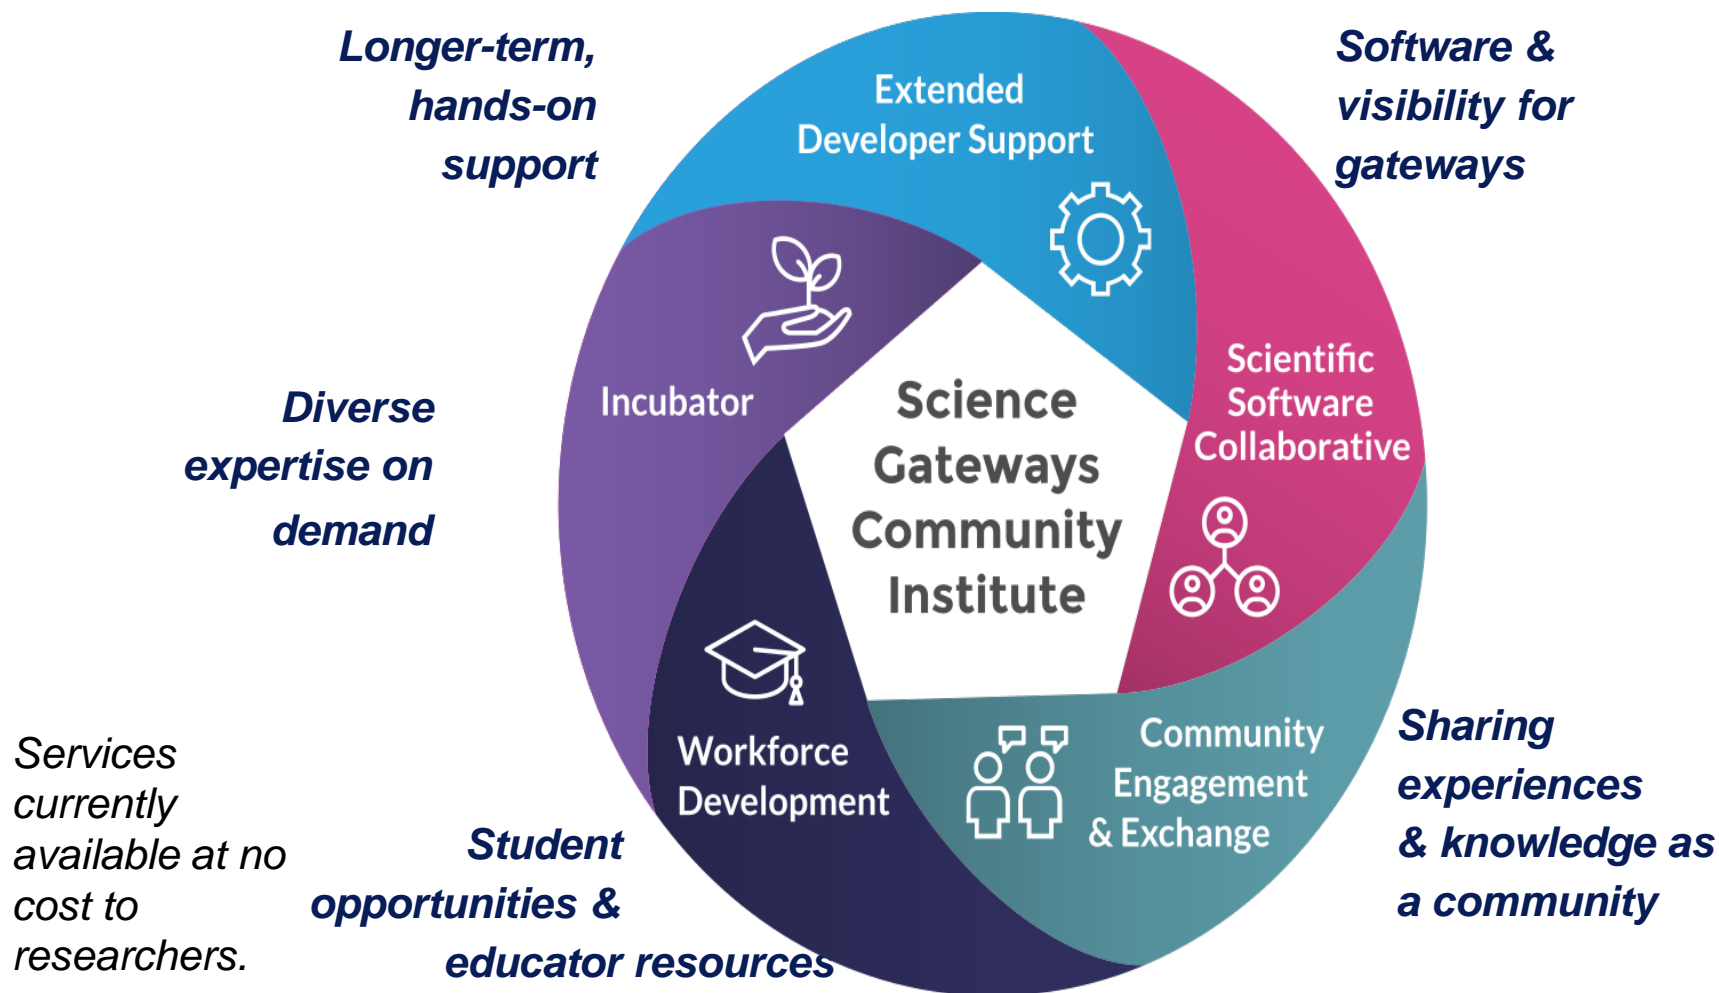 Longer-term,
hands-on
support
Extended
Developer Support
Software &
visibility for
gateways
Incubator
Diverse
expertise on
demand
Science
Gateways
Community
Institute
Scientific
Software
Collaborative
Workforce
Development
Community
Engagement
& Exchange
Sharing
experiences
& knowledge as
a community
Services
currently
available at no
cost to
researchers.
Student
opportunities &
educator resources